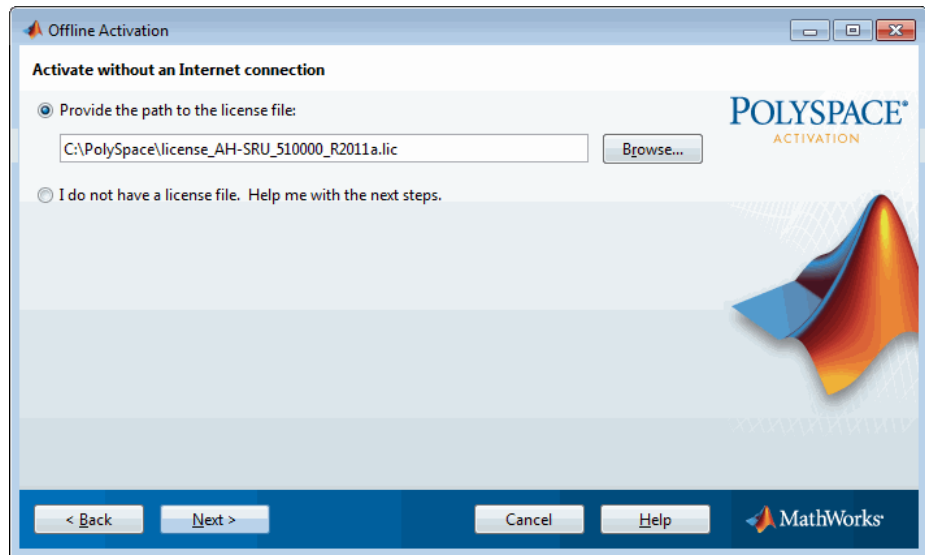 Offline Activation
Activate without an Internet connection
Provide the path to the license file:
POLYSPACE®
ACTIVATION
C:\PolySpace\license_AH-SRU_510000_R2011a.lic
Browse...
I do not have a license file. Help me with the next steps.
< Back
Next >
Cancel
Help
MathWorks®